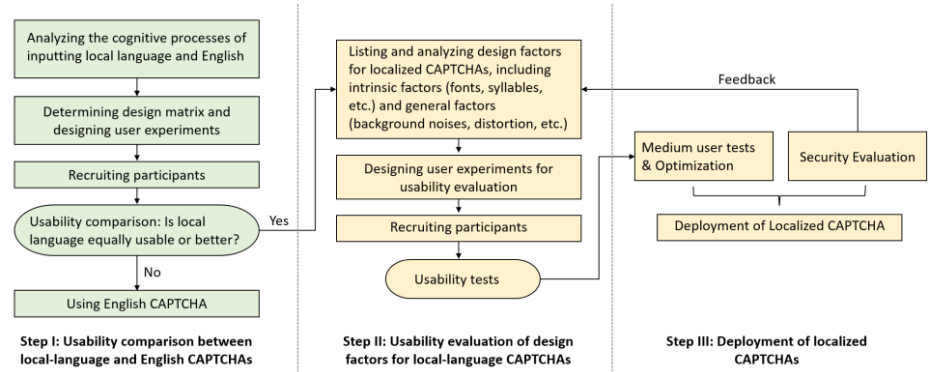 Analyzing the cognitive processes of
inputting local language and English
Determining design matrix and
designing user experiments
Recruiting participants
Usability comparison: Is local
language equally usable or better?
Yes
No
Using English CAPTCHA
Step I: Usability comparison between
local-language and English CAPTCHAs
Listing and analyzing design factors
for localized CAPTCHAs, including
intrinsic factors (fonts, syllables,
etc.) and general factors
(background noises, distortion, etc.)
Designing user experiments for
usability evaluation
Recruiting participants
Usability tests
Step II: Usability evaluation of design
factors for local-language CAPTCHAs
Feedback
Medium user tests
& Optimization
Security Evaluation
Deployment of Localized CAPTCHA
Step III: Deployment of localized
CAPTCHAs